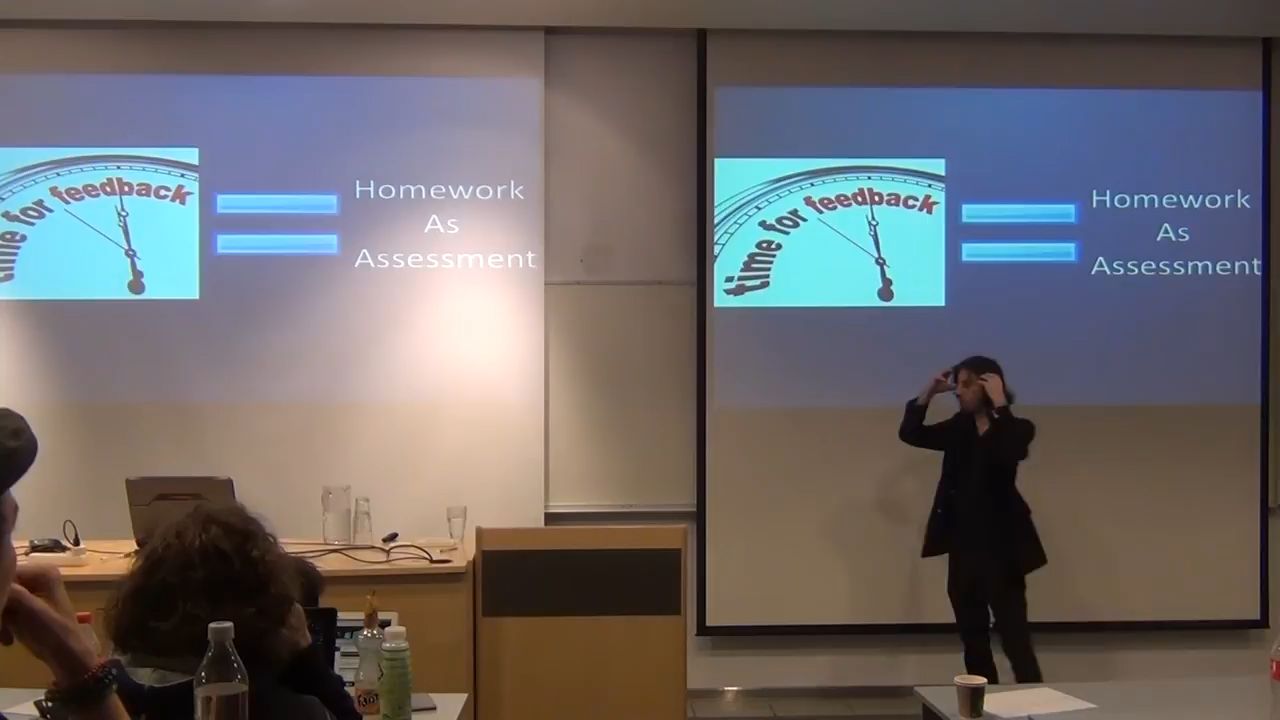 time for feedback
Homework
As
Assessment
time for feedback
Homework
As
Assessment